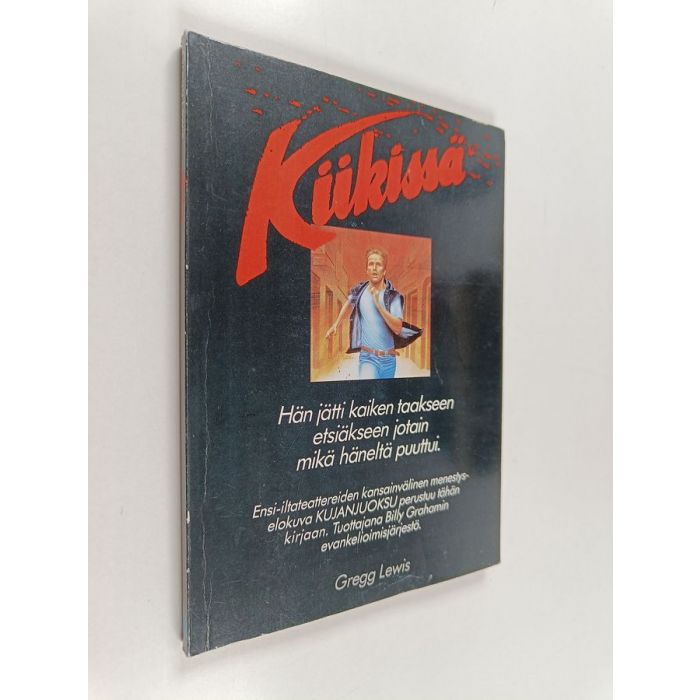 Kiikissä
Hän jätti kaiken taakseen
etsiäkseen jotain
mikä häneltä puuttui.
Ensi-iltateattereiden kansainvälinen menestys-
elokuva KUJANJUOKSU perustuu tähän
kirjaan. Tuottajana Billy Grahamin
evankelioimisjärjestö.
Gregg Lewis